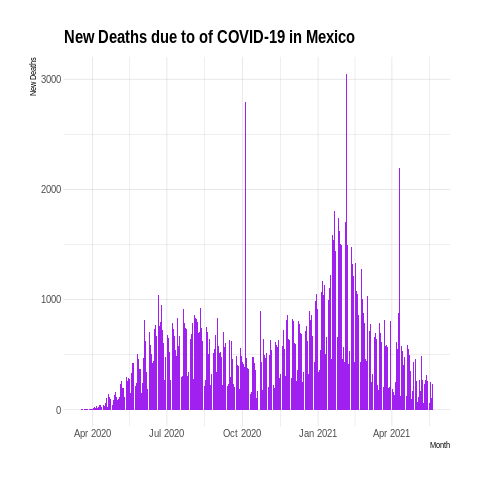 New Deaths due to of COVID-19 in Mexico
New Deaths
3000
2000
1000
0
Apr 2020
Jul 2020
Oct 2020
Jan 2021
Apr 2021
Month